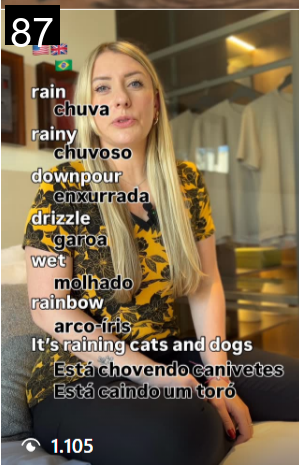 87
rain
chuva
rainy
chuvoso
downpour
enxurrada
drizzle
garoa
wet
molhado
rainbow
arco-íris
It's raining cats and dogs
Está chovendo canivetes
Está caindo um toró
1.105